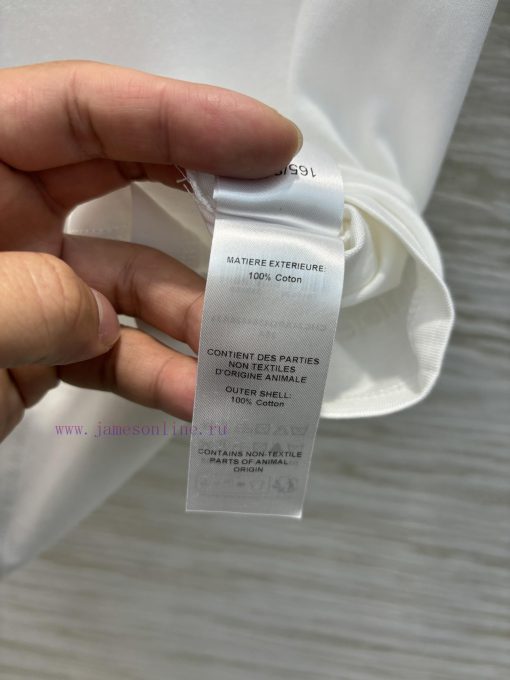 165/
MATIERE EXTERIEURE:
100% Coton
CONTIENT DES PARTIES
NON TEXTILES
D'ORIGINE ANIMALE
OUTER SHELL:
100% Cotton
www.jamesonline.ru
CONTAINS NON-TEXTILE
PARTS OF ANIMAL
ORIGIN